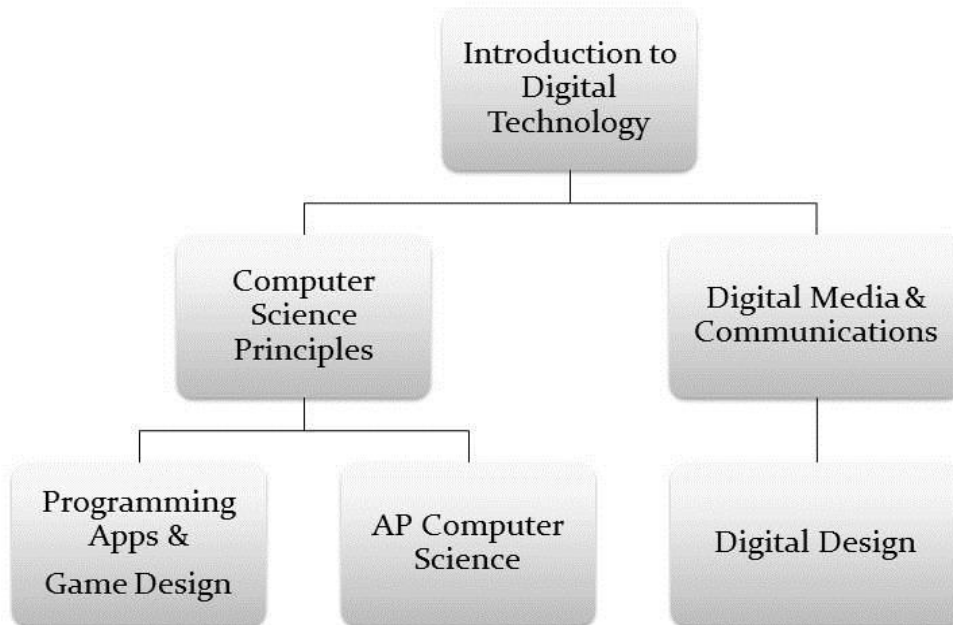 Introduction to
Digital
Technology
Computer
Science
Principles
Digital Media &
Communications
Programming
Apps &
Game Design
AP Computer
Science
Digital Design